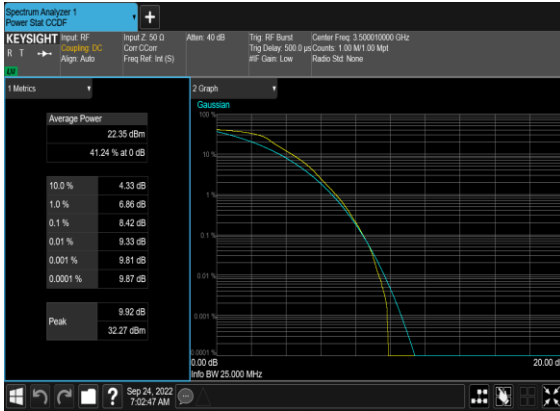 Spectrum Analyzer 1
Power Stat CCDF
+
KEYSIGHT Input: RF Input Z: 50 Ω Atten: 40 dB Trig: RF Burst Center Freq: 3.500010000 GHz
R T Coupling: DC Corr CCorr Trig Delay: 500.0 µs Counts: 1.00 M/1.00 Mpt
Align: Auto Freq Ref: Int (S) #IF Gain: Low Radio Std: None
1 Metrics
Average Power
22.35 dBm
41.24 % at 0 dB
10.0 % 4.33 dB
1.0 % 6.86 dB
0.1 % 8.42 dB
0.01 % 9.33 dB
0.001 % 9.81 dB
0.0001 % 9.87 dB
Peak 9.92 dB
32.27 dBm
2 Graph
Gaussian
100 %
10 %
1 %
0.1 %
0.01 %
0.001 %
0.0001 %
0.00 dB 20.00 d
Info BW 25.000 MHz
? Sep 24, 2022
7:02:47 AM